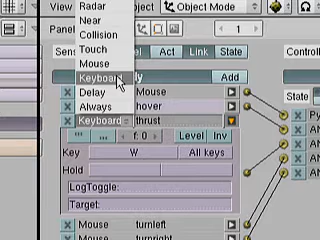 Radar
View
Object Mode
Near
Panel
Collision
1
Touch
Sens
Act
Link
State
Mouse
Keyboard
ly
Add
Delay
Mouse
State
Always
hover
Keyboard
thrust
f: 0
Level
Inv
Key
W
All keys
Hold
LogToggle:
Target:
Mouse
turnleft
Mouse
turnright